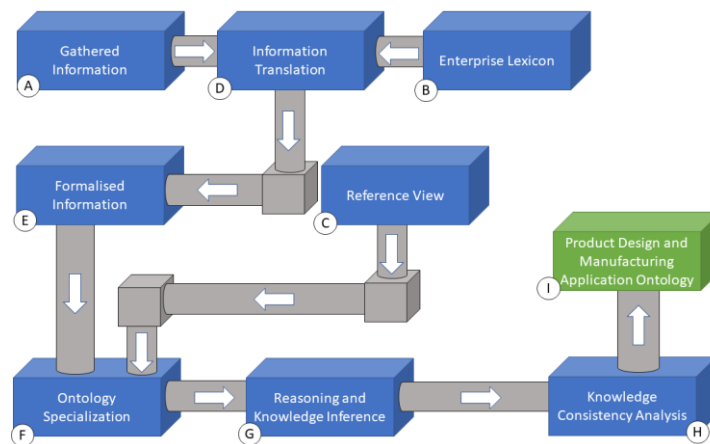 Gathered
Information
A
Information
Translation
D
Enterprise Lexicon
B
Formalised
Information
E
Reference View
C
Product Design and
Manufacturing
Application Ontology
I
Ontology
Specialization
F
Reasoning and
Knowledge Inference
G
Knowledge
Consistency Analysis
H